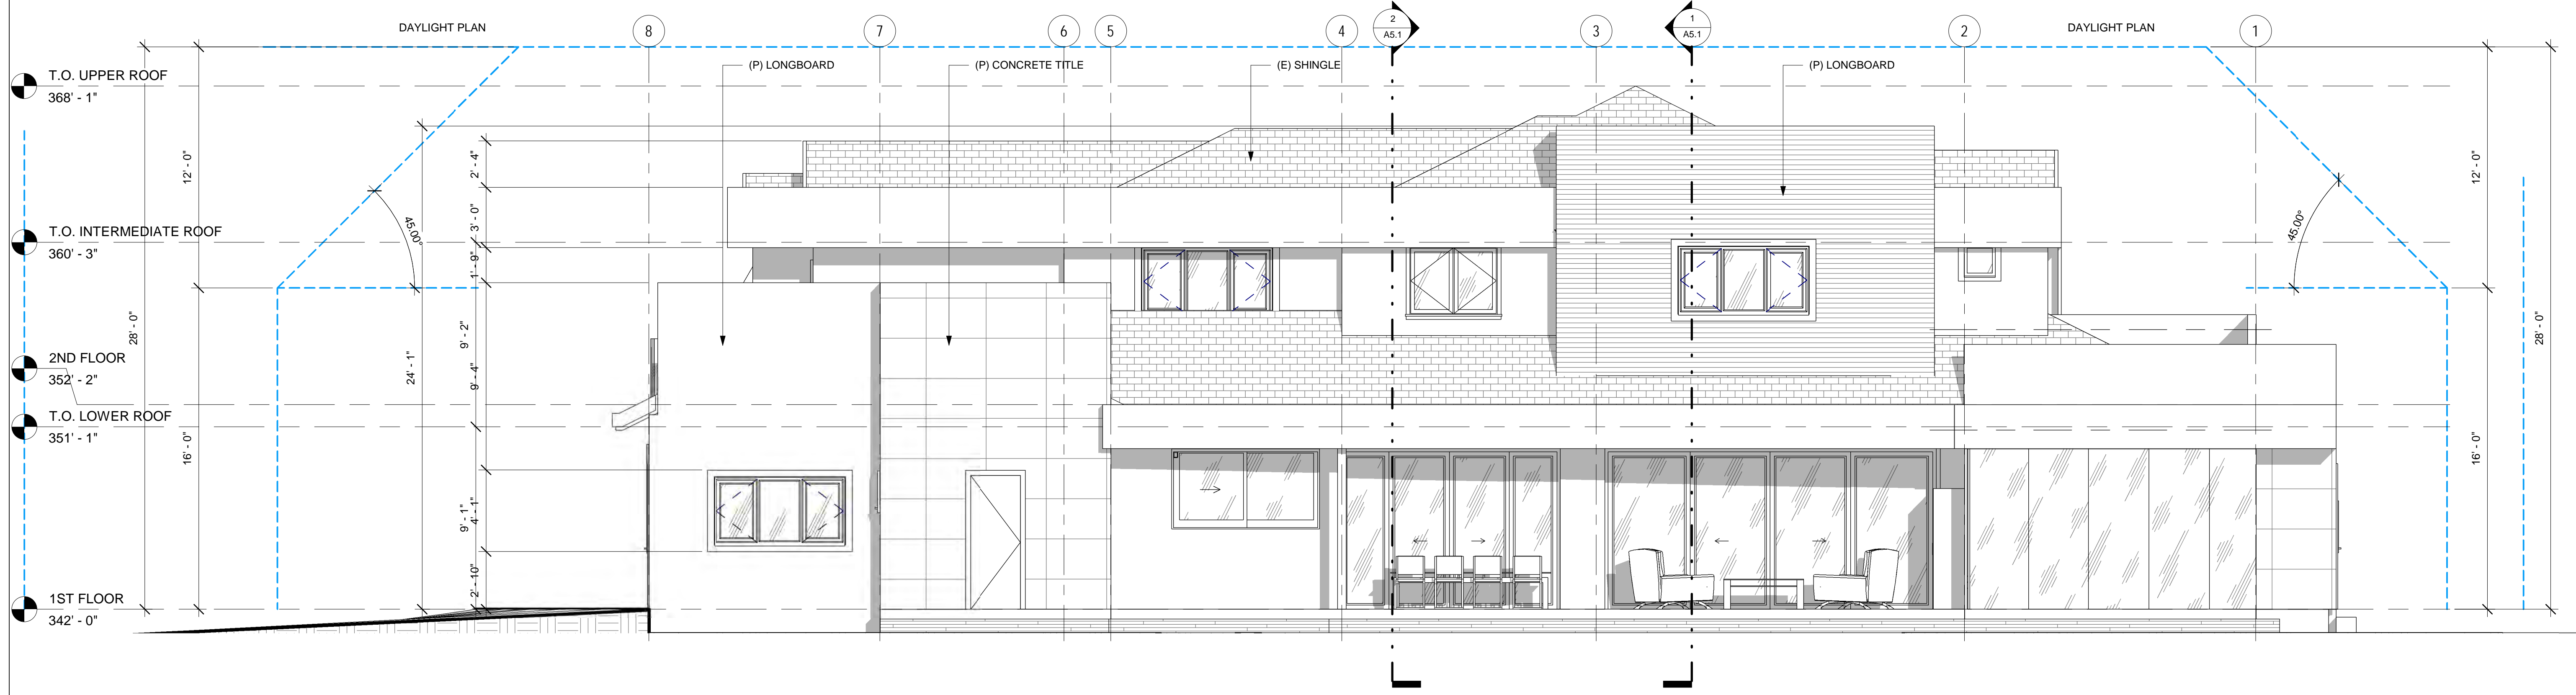 DAYLIGHT PLAN
8
7
6
5
4
2
A5.1
3
1
A5.1
2
DAYLIGHT PLAN
1
T.O. UPPER ROOF
368' - 1"
(P) LONGBOARD
(P) CONCRETE TITLE
(E) SHINGLE
(P) LONGBOARD
12' - 0"
2' - 4"
12' - 0"
T.O. INTERMEDIATE ROOF
360' - 3"
45.00°
3' - 0"
1' - 9"
45.00°
28' - 0"
24' - 1"
9' - 2"
9' - 4"
28' - 0"
2ND FLOOR
352' - 2"
T.O. LOWER ROOF
351' - 1"
16' - 0"
9' - 1"
4' - 1"
16' - 0"
2' - 10"
1ST FLOOR
342' - 0"